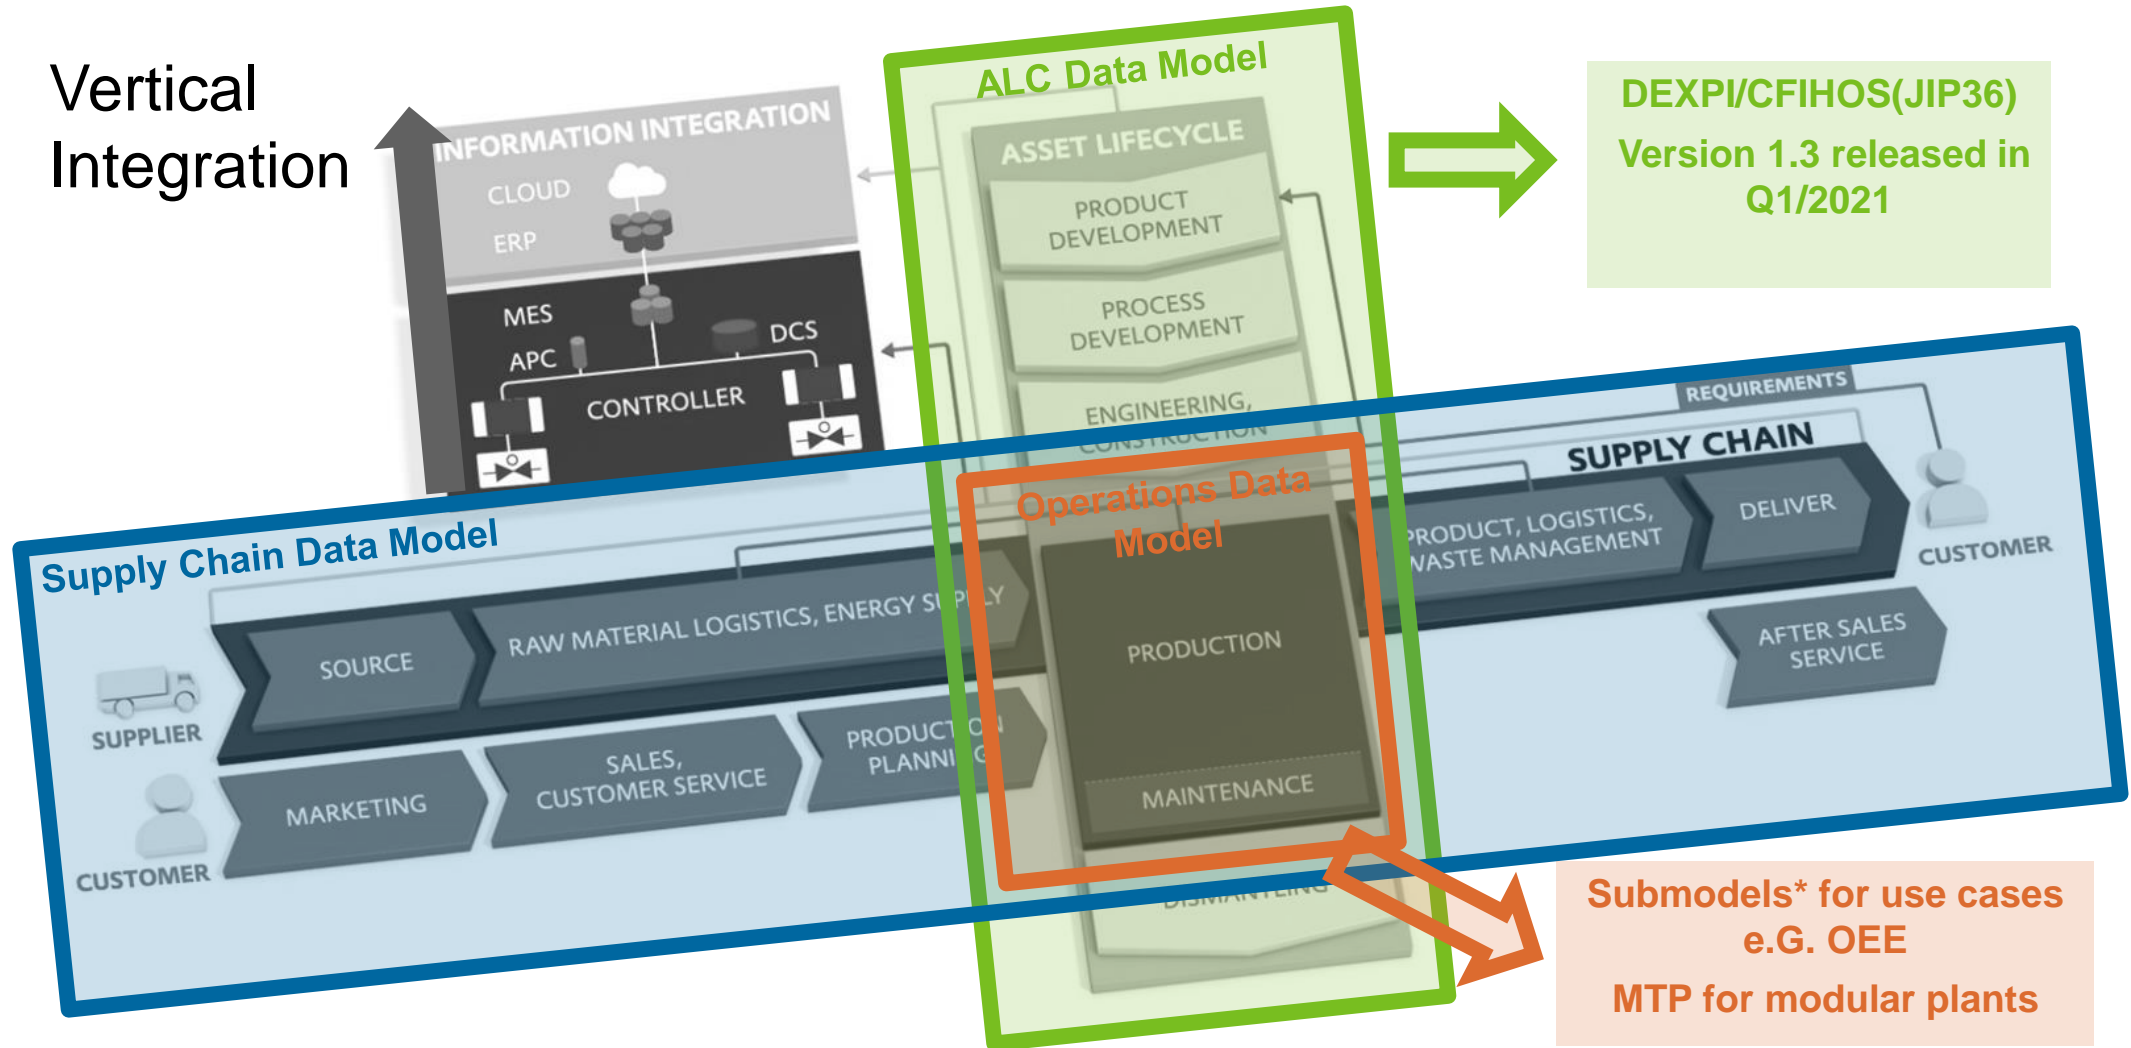 Vertical
Integration
INFORMATION INTEGRATION
CLOUD
ERP
MES
APC
DCS
CONTROLLER
ALC Data Model
ASSET LIFECYCLE
PRODUCT
DEVELOPMENT
PROCESS
DEVELOPMENT
ENGINEERING,
CONSTRUCTION
DEXPI/CFIHOS(JIP36)
Version 1.3 released in
Q1/2021
REQUIREMENTS
SUPPLY CHAIN
Supply Chain Data Model
Operations Data
Model
SOURCE
RAW MATERIAL LOGISTICS, ENERGY SUPPLY
PRODUCTION
MAINTENANCE
PRODUCT, LOGISTICS,
WASTE MANAGEMENT
DELIVER
CUSTOMER
AFTER SALES
SERVICE
SUPPLIER
CUSTOMER
MARKETING
SALES,
CUSTOMER SERVICE
PRODUCTION
PLANNING
DISMANTLING
Submodels* for use cases
e.G. OEE
MTP for modular plants